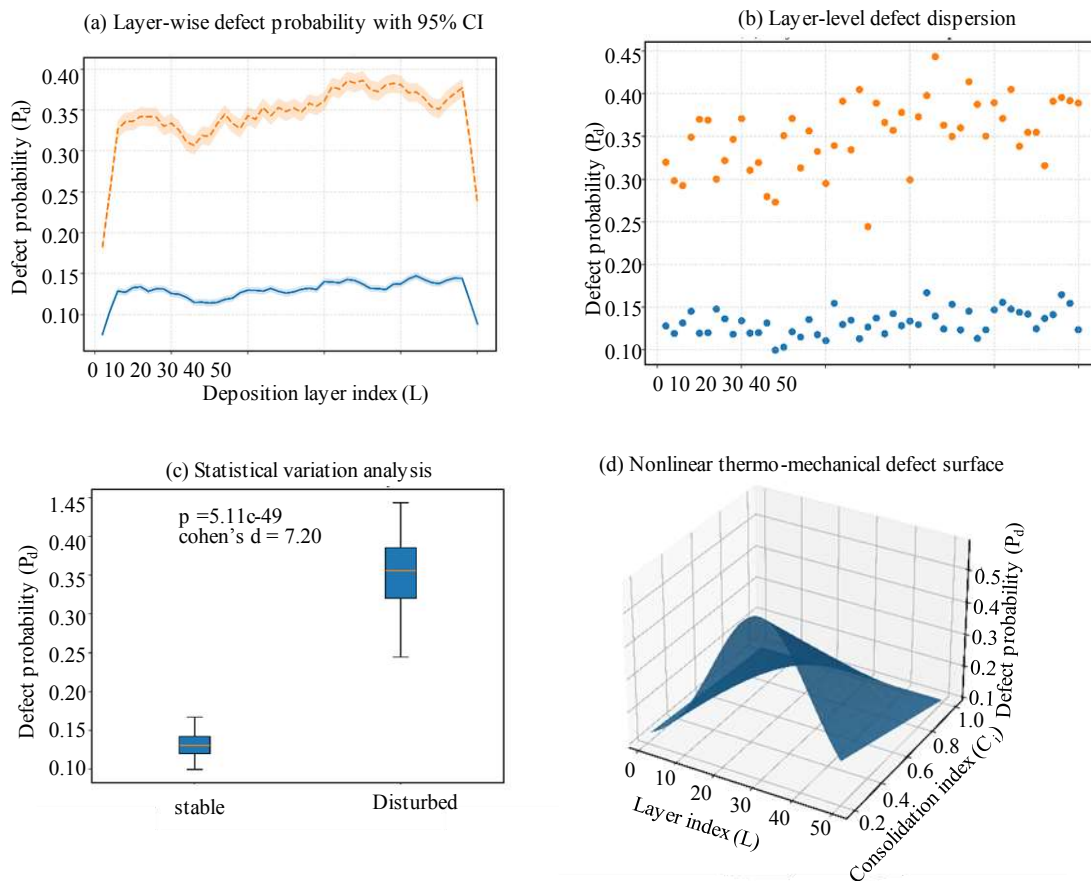 (a) Layer-wise defect probability with 95% CI
Defect probability (Pd)
0.40
0.35
0.30
0.25
0.20
0.15
0.10
0 10 20 30 40 50
Deposition layer index (L)
(b) Layer-level defect dispersion
Defect probability (Pd)
0.45
0.40
0.35
0.30
0.25
0.20
0.15
0.10
0 10 20 30 40 50
(c) Statistical variation analysis
Defect probability (Pd)
1.45
0.40
0.35
0.30
0.25
0.20
0.15
0.10
p =5.11c-49
cohen's d = 7.20
stable
Disturbed
(d) Nonlinear thermo-mechanical defect surface
Defect probability (Pd)
0.5
0.4
0.3
0.2
0.1
1.0
0.8
0.6
0.4
0.2
Consolidation index (Ci)
0
10
20
30
40
50
Layer index (L)